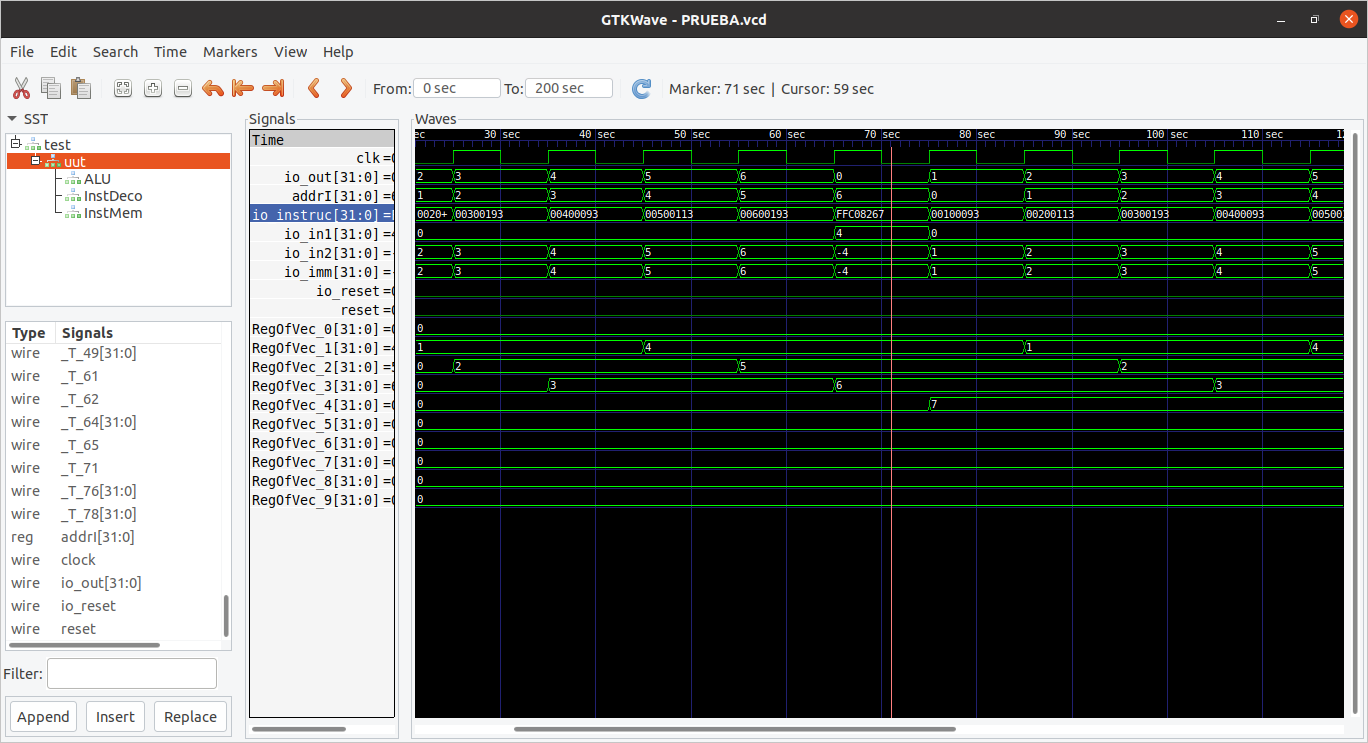 GTKWave - PRUEBA.vcd
File Edit Search Time Markers View Help
From: 0 sec To: 200 sec Marker: 71 sec | Cursor: 59 sec
SST
test
uut
ALU
InstDeco
InstMem
Type Signals
wire _T_49[31:0]
wire _T_61
wire _T_62
wire _T_64[31:0]
wire _T_65
wire _T_71
wire _T_76[31:0]
wire _T_78[31:0]
reg addrI[31:0]
wire clock
wire io_out[31:0]
wire io_reset
wire reset
Filter:
Append Insert Replace
Signals
Time
clk =
io_out[31:0] =
addrI[31:0] =
io_instruc[31:0] =
io_in1[31:0] =
io_in2[31:0] =
io_imm[31:0] =
io_reset =
reset =
RegOfVec_0[31:0] =
RegOfVec_1[31:0] =
RegOfVec_2[31:0] =
RegOfVec_3[31:0] =
RegOfVec_4[31:0] =
RegOfVec_5[31:0] =
RegOfVec_6[31:0] =
RegOfVec_7[31:0] =
RegOfVec_8[31:0] =
RegOfVec_9[31:0] =
Waves
ec 30 sec 40 sec 50 sec 60 sec 70 sec 80 sec 90 sec 100 sec 110 sec 12
2 3 4 5 6 0 1 2 3 4 5
1 2 3 4 5 6 0 1 2 3 4
0020+ 00300193 00400093 00500113 00600193 FFC08267 00100093 00200113 00300193 00400093 00500
0 4 0
2 3 4 5 6 -4 1 2 3 4 5
2 3 4 5 6 -4 1 2 3 4 5
0
1 4 1 4
0 2 5 2
0 3 6 3
0 7
0
0
0
0
0